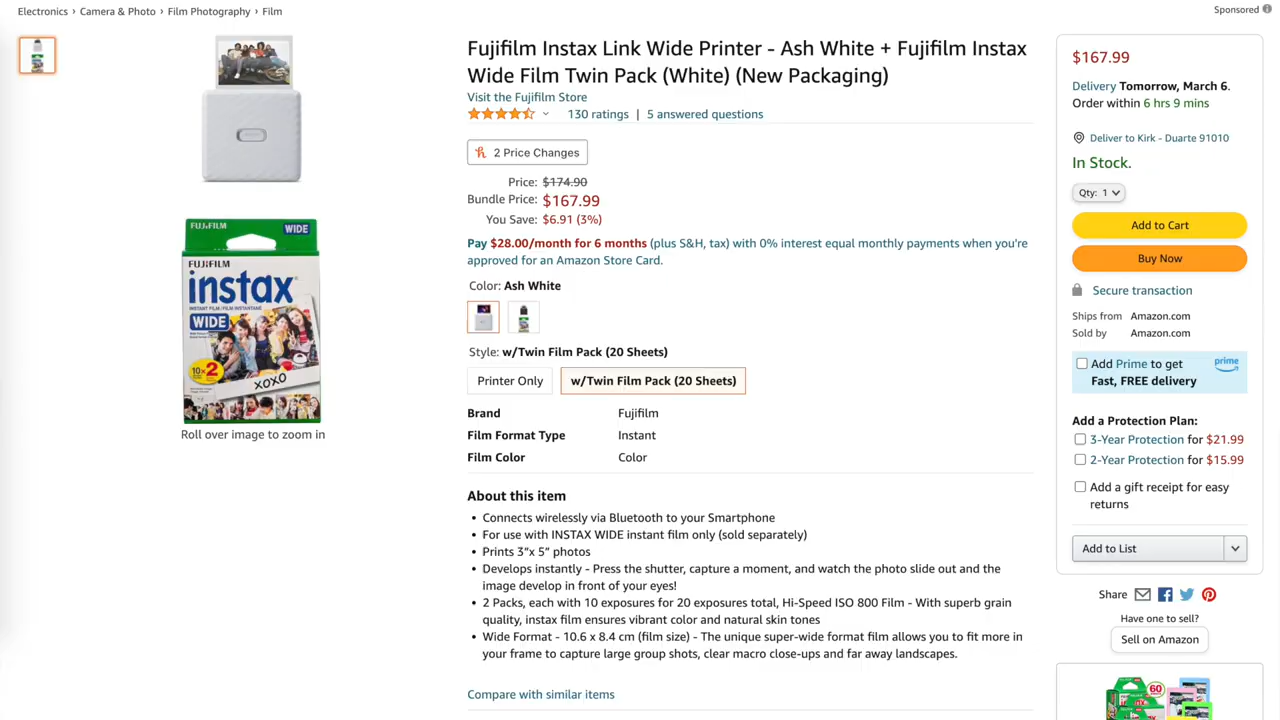 Electronics › Camera & Photo › Film Photography › Film
Sponsored
Fujifilm Instax Link Wide Printer - Ash White + Fujifilm Instax
Wide Film Twin Pack (White) (New Packaging)
Visit the Fujifilm Store
130 ratings | 5 answered questions
2 Price Changes
Price: $174.90
Bundle Price: $167.99
You Save: $6.91 (3%)
Pay $28.00/month for 6 months (plus S&H, tax) with 0% interest equal monthly payments when you're
approved for an Amazon Store Card.
Color: Ash White
Style: w/Twin Film Pack (20 Sheets)
Printer Only
w/Twin Film Pack (20 Sheets)
Brand Fujifilm
Film Format Type Instant
Film Color Color
About this item
• Connects wirelessly via Bluetooth to your Smartphone
• For use with INSTAX WIDE instant film only (sold separately)
• Prints 3”x 5” photos
• Develops instantly - Press the shutter, capture a moment, and watch the photo slide out and the
image develop in front of your eyes!
• 2 Packs, each with 10 exposures for 20 exposures total, Hi-Speed ISO 800 Film - With superb grain
quality, instax film ensures vibrant color and natural skin tones
• Wide Format - 10.6 x 8.4 cm (film size) - The unique super-wide format film allows you to fit more in
your frame to capture large group shots, clear macro close-ups and far away landscapes.
Compare with similar items
FUJIFILM
WIDE
FUJIFILM
instax
INSTANT FILM/FILM INSTANTANÉ
WIDE
10×2
XOXO
Roll over image to zoom in
$167.99
Delivery Tomorrow, March 6.
Order within 6 hrs 9 mins
Deliver to Kirk - Duarte 91010
In Stock.
Qty: 1
Add to Cart
Buy Now
Secure transaction
Ships from Amazon.com
Sold by Amazon.com
Add Prime to get
Fast, FREE delivery
prime
Add a Protection Plan:
3-Year Protection for $21.99
2-Year Protection for $15.99
Add a gift receipt for easy
returns
Add to List
Share
Have one to sell?
Sell on Amazon
60